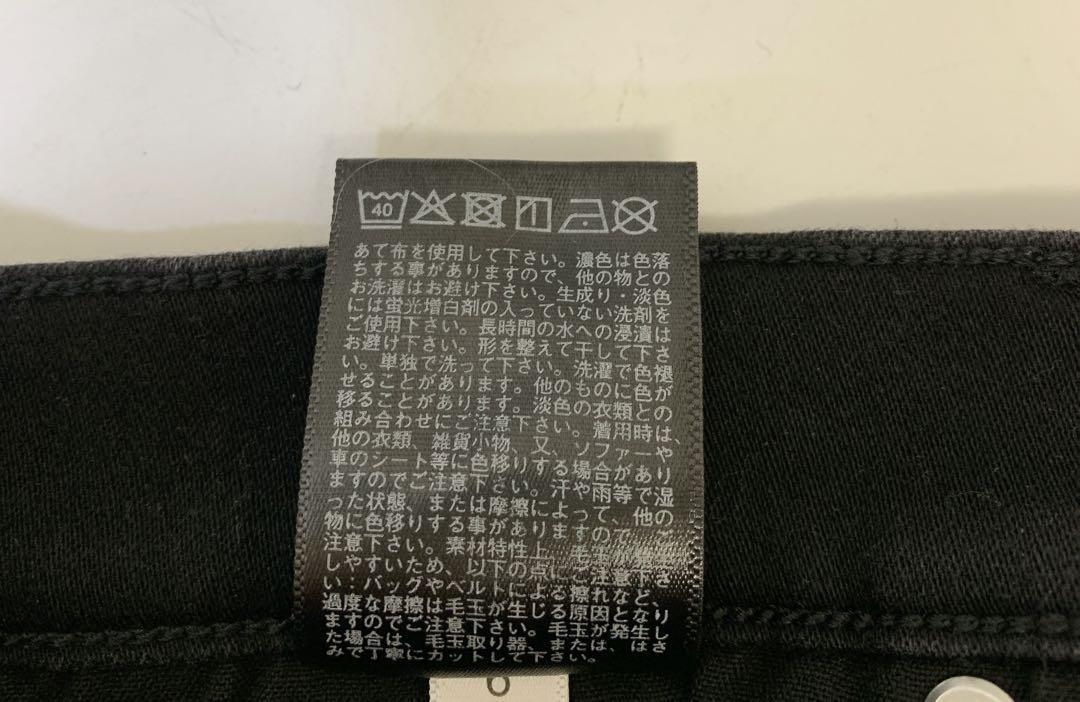 40
あて布を使用して下さい。濃色は色落
ちする事がありますので、他の物との
お洗濯はお避け下さい。生成り・淡色
には蛍光増白剤の入っていない洗剤を
ご使用下さい。長時間の水への浸漬は
お避け下さい。形を整えて干して下さ
い。単独で洗って下さい。洗濯で色褪
せることがあります。他のものに色が
移ることがあります。淡色の衣類との
組み合わせにご注意下さい。着用時は、
他の衣類、雑貨小物、又、ソファーや
車のシート等に色移りする場合があり
ますのでご注意下さい。汗や雨等で湿
った状態、または摩擦によって、他の
物に色移りする事がありますので、ご
注意下さい。素材特性上、毛玉が生じ
やすいため、以下の点にご注意下さ
い:バッグやベルトによる擦れなど、
過度な摩擦は毛玉が生じる原因となり
ますのでご注意下さい。毛玉が発生し
た場合は、毛玉取り器、または、はさ
みで丁寧にカットして下さい。
6